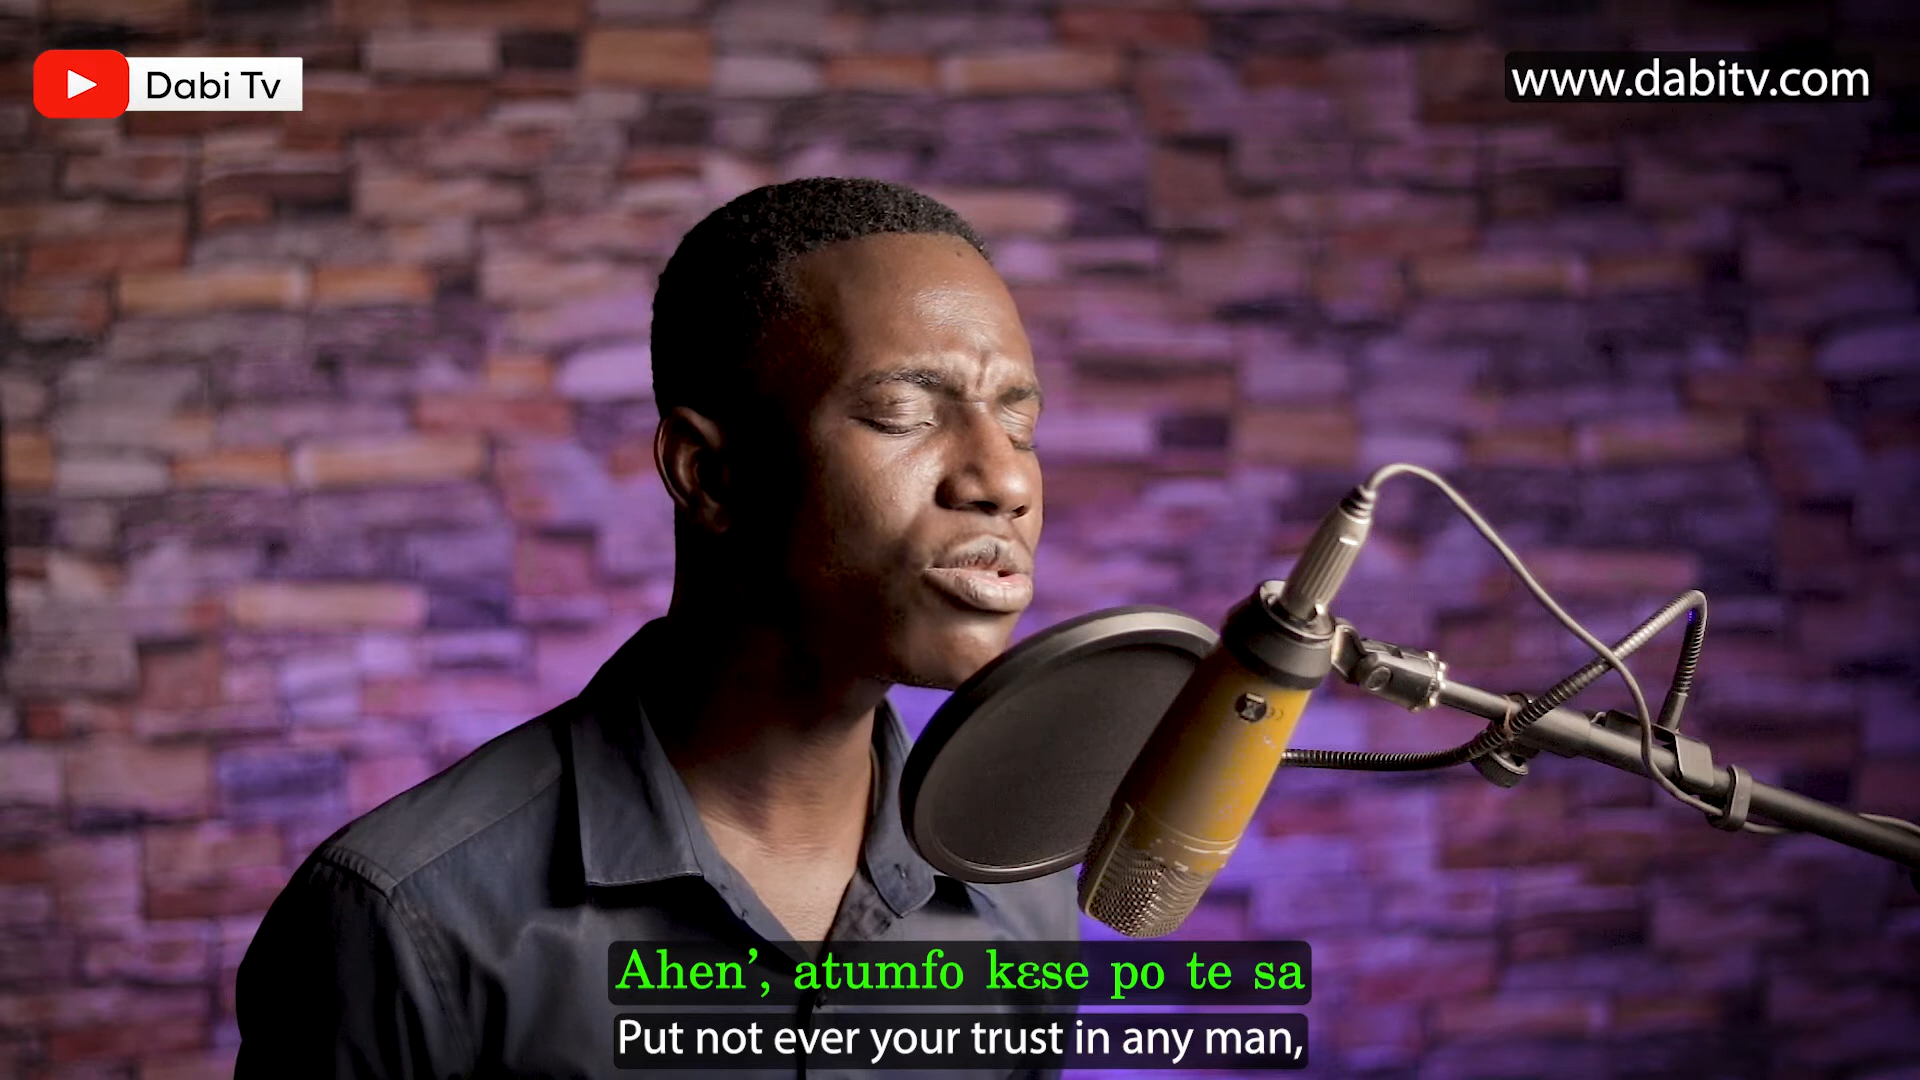 Dabi Tv
www.dabitv.com
Ahen’, atumfo kɛse po te sa
Put not ever your trust in any man,